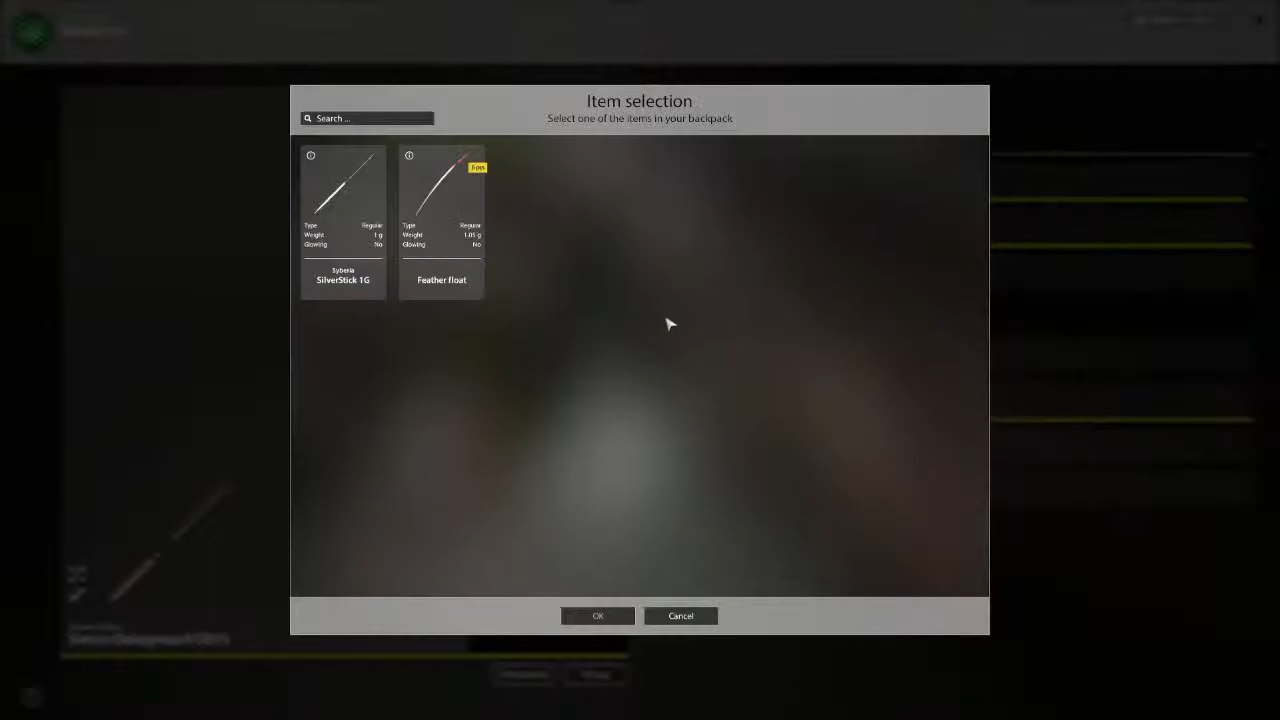 Item selection
Select one of the items in your backpack
Search ...
Type Regular
Weight 1 g
Glowing No
Syberia
SilverStick 1G
Type Regular
Weight 1.05 g
Glowing No
Feather float
OK
Cancel